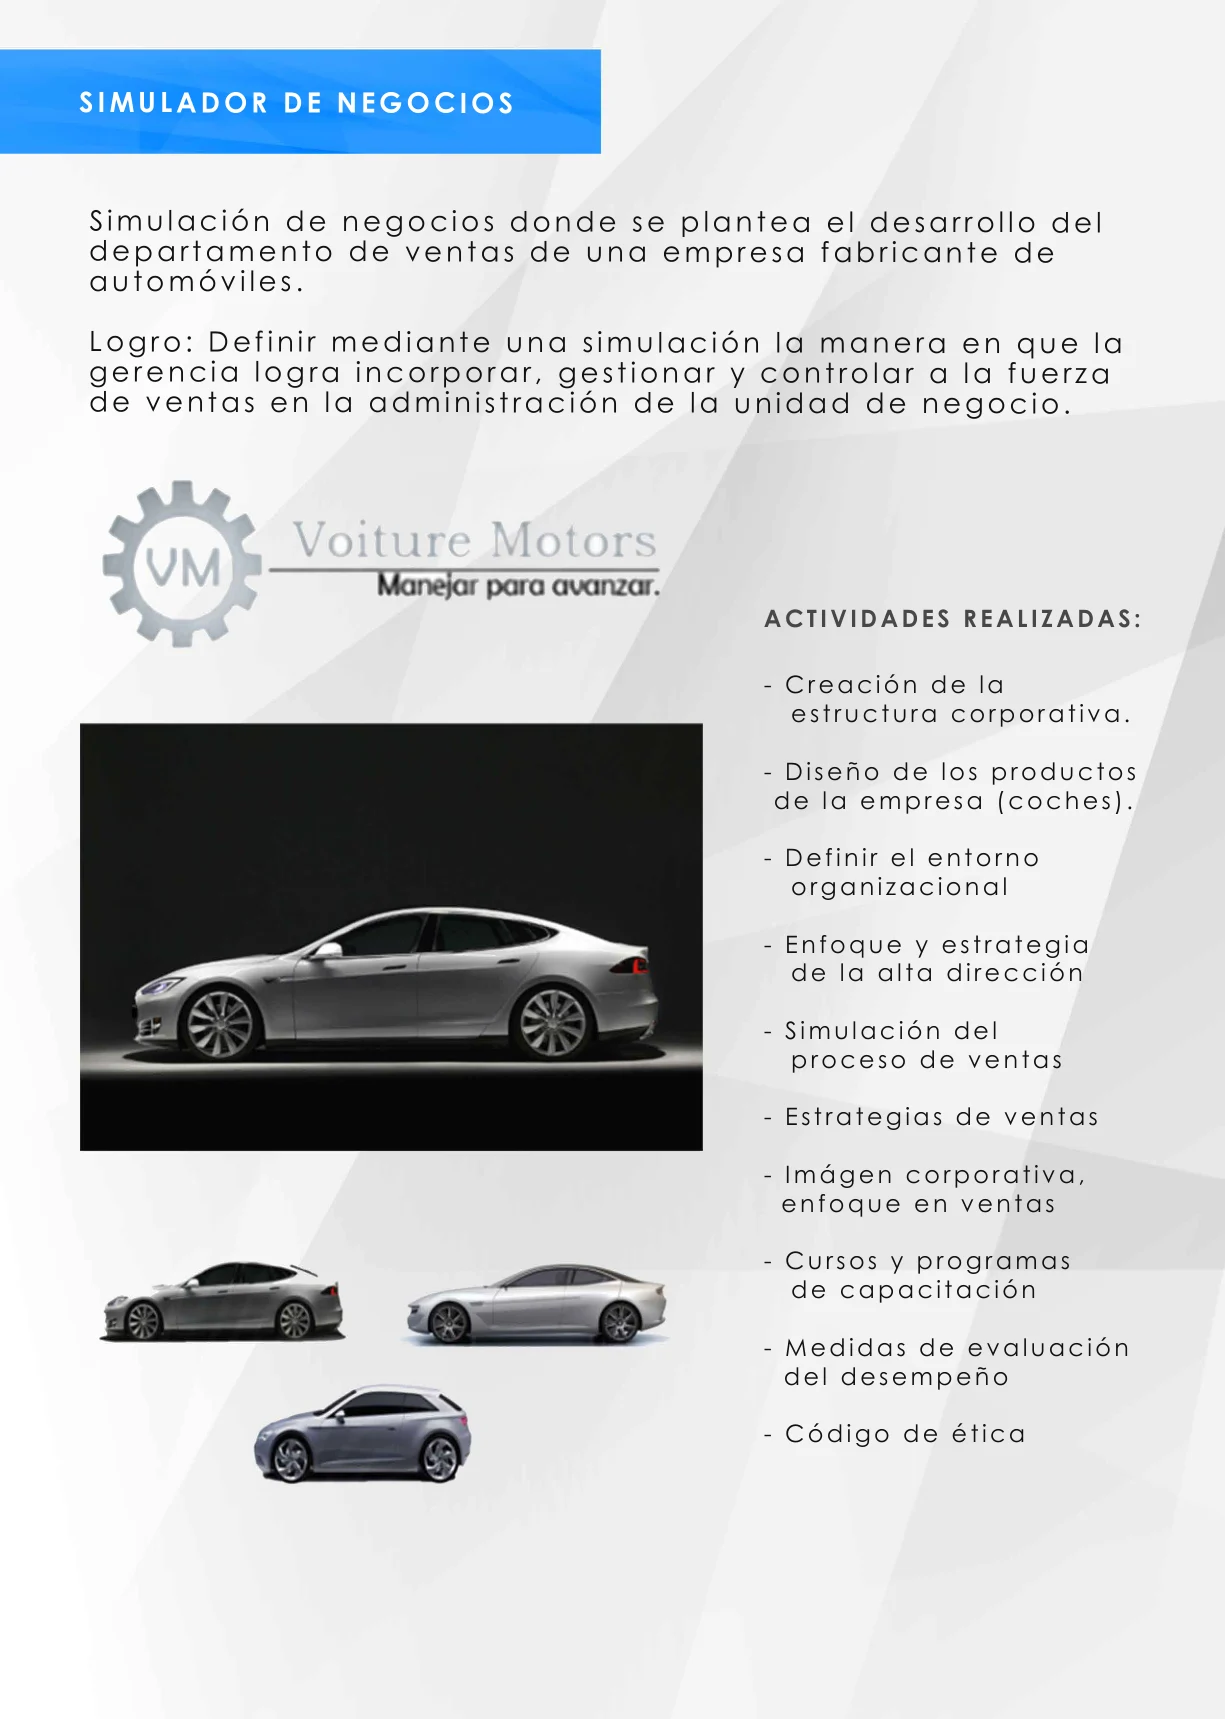 SIMULADOR DE NEGOCIOS
Simulación de negocios donde se plantea el desarrollo del
departamento de ventas de una empresa fabricante de
automóviles.
Logro: Definir mediante una simulación la manera en que la
gerencia logra incorporar, gestionar y controlar a la fuerza
de ventas en la administración de la unidad de negocio.
VM
Voiture Motors
Manejar para avanzar.
ACTIVIDADES REALIZADAS:
- Creación de la
estructura corporativa.
- Diseño de los productos
de la empresa (coches).
- Definir el entorno
organizacional
- Enfoque y estrategia
de la alta dirección
- Simulación del
proceso de ventas
- Estrategias de ventas
- Imágen corporativa,
enfoque en ventas
- Cursos y programas
de capacitación
- Medidas de evaluación
del desempeño
- Código de ética